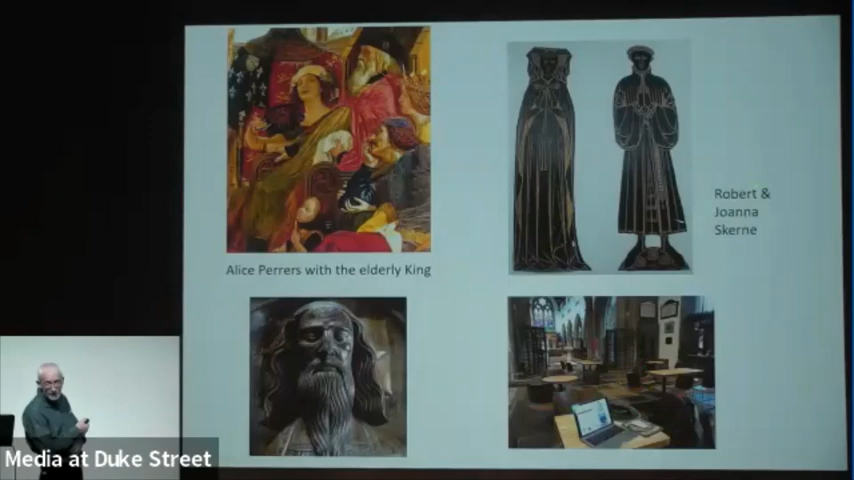 Robert &
Joanna
Skerne
Alice Perrers with the elderly King
Media at Duke Street